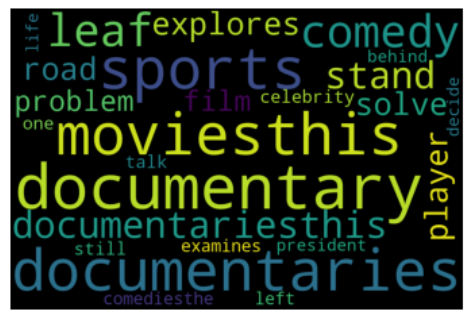 life
leaf
explores
comedy
behind
road
sports
stand
problem
film
celebrity
solve
decide
one
moviesthis
player
talk
documentary
documentariesthis
still
examines
president
documentaries
comediesthe
left